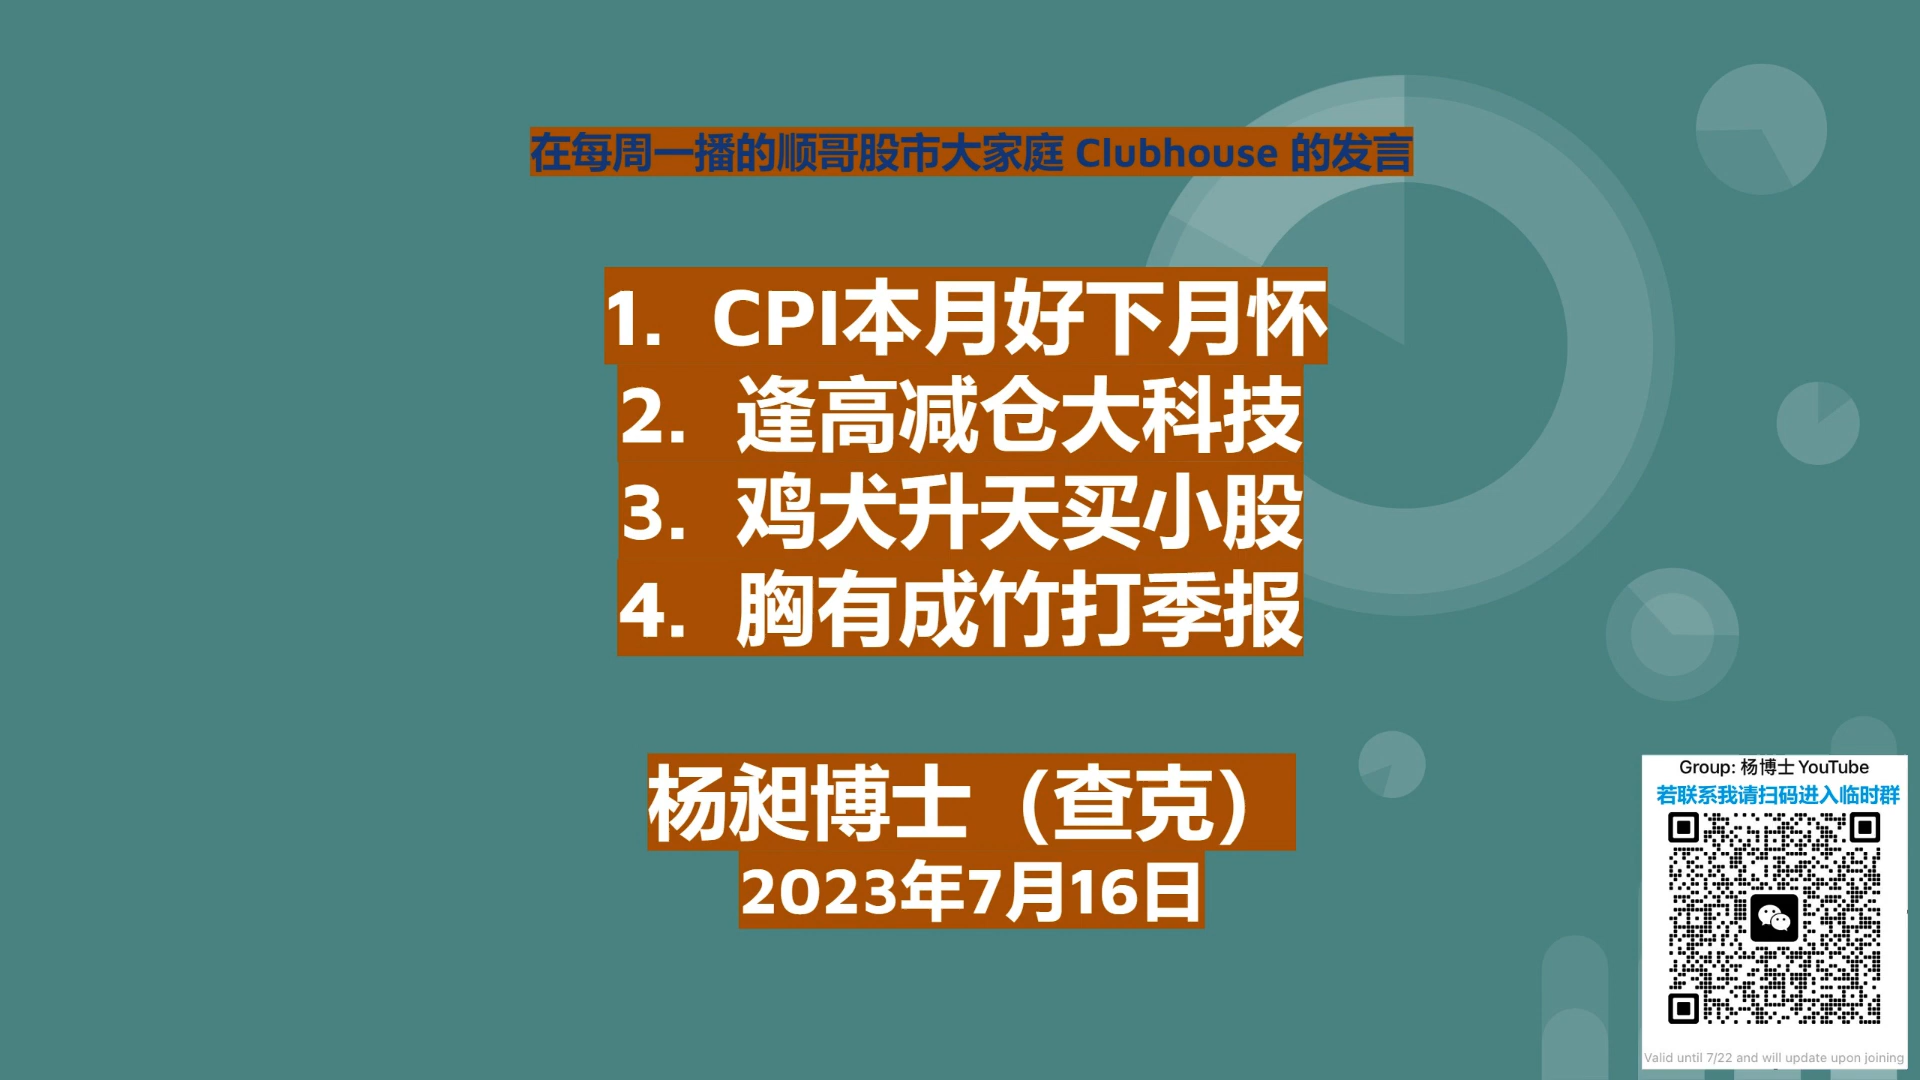 在每周一播的顺哥股市大家庭 Clubhouse 的发言
1. CPI本月好下月怀
2. 逢高减仓大科技
3. 鸡犬升天买小股
4. 胸有成竹打季报
杨昶博士（查克）
2023年7月16日
Group: 杨博士 YouTube
若联系我请扫码进入临时群
Valid until 7/22 and will update upon joining